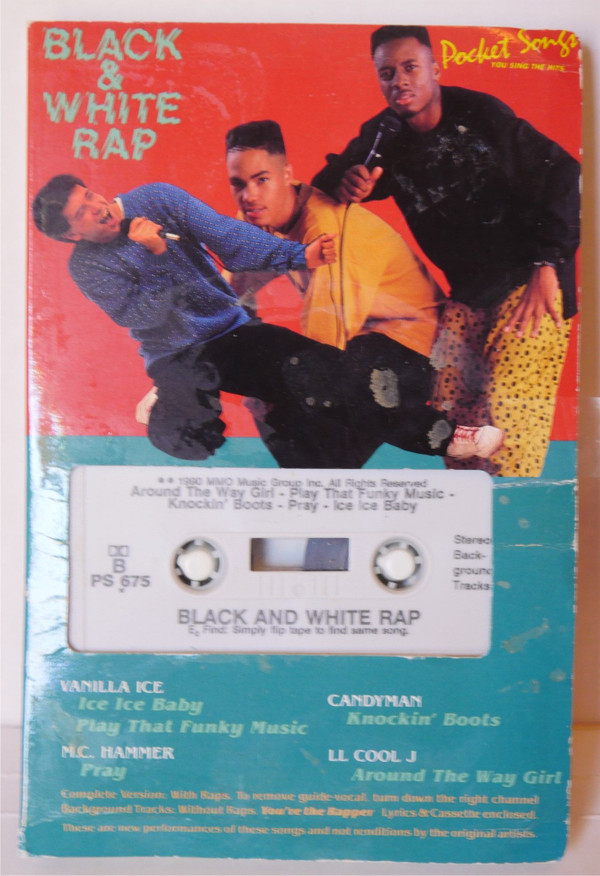 BLACK
&
WHITE
RAP
Pocket Songs
YOU SING THE HITS
1990 MMO Music Group Inc. All Rights Reserved
Around The Way Girl - Play That Funky Music -
Knockin' Boots - Pray - Ice Ice Baby
B
PS 675
Stereo
Back-
ground
Tracks
BLACK AND WHITE RAP
Ez Find: Simply flip tape to find same song.
VANILLA ICE
Ice Ice Baby
Play That Funky Music
M.C. HAMMER
Pray
CANDYMAN
Knockin' Boots
LL COOL J
Around The Way Girl
Complete Version: With Raps. To remove guide vocal, turn down the right channel
Background Tracks: Without Raps. You're the Rapper Lyrics & Cassette enclosed.
These are new performances of these songs and not renditions by the original artists.